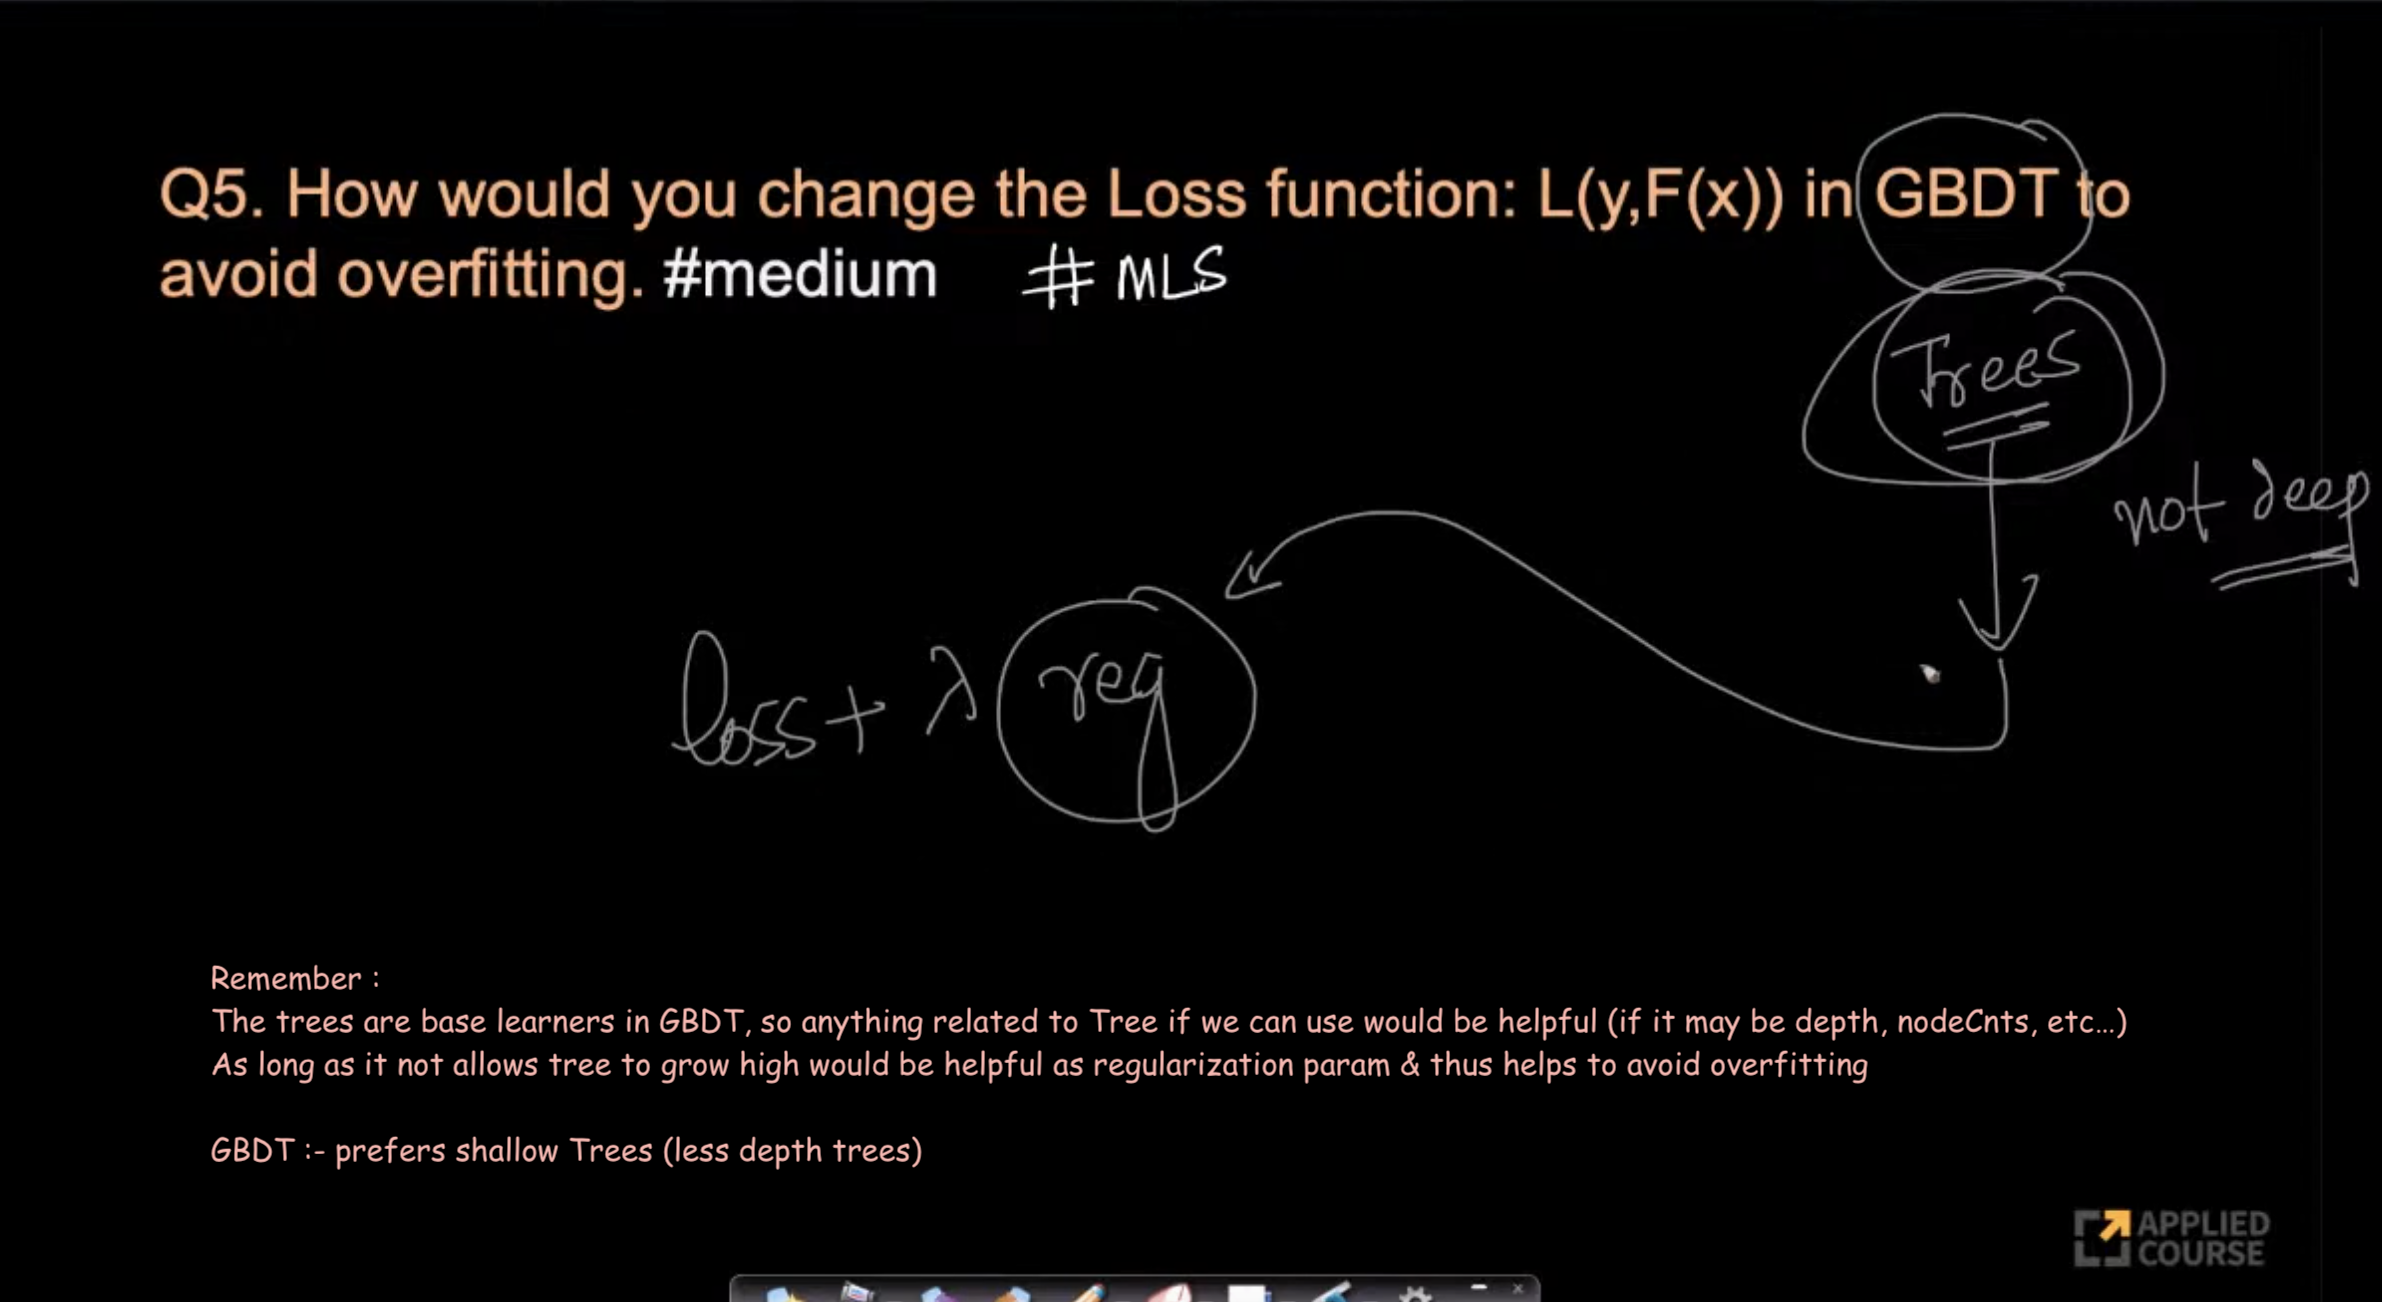 Q5. How would you change the Loss function: L(y,F(x)) in GBDT to
avoid overfitting. #medium # MLS
Trees
not deep
loss + λ reg
Remember :
The trees are base learners in GBDT, so anything related to Tree if we can use would be helpful (if it may be depth, nodeCnts, etc...)
As long as it not allows tree to grow high would be helpful as regularization param & thus helps to avoid overfitting
GBDT :- prefers shallow Trees (less depth trees)
APPLIED
COURSE